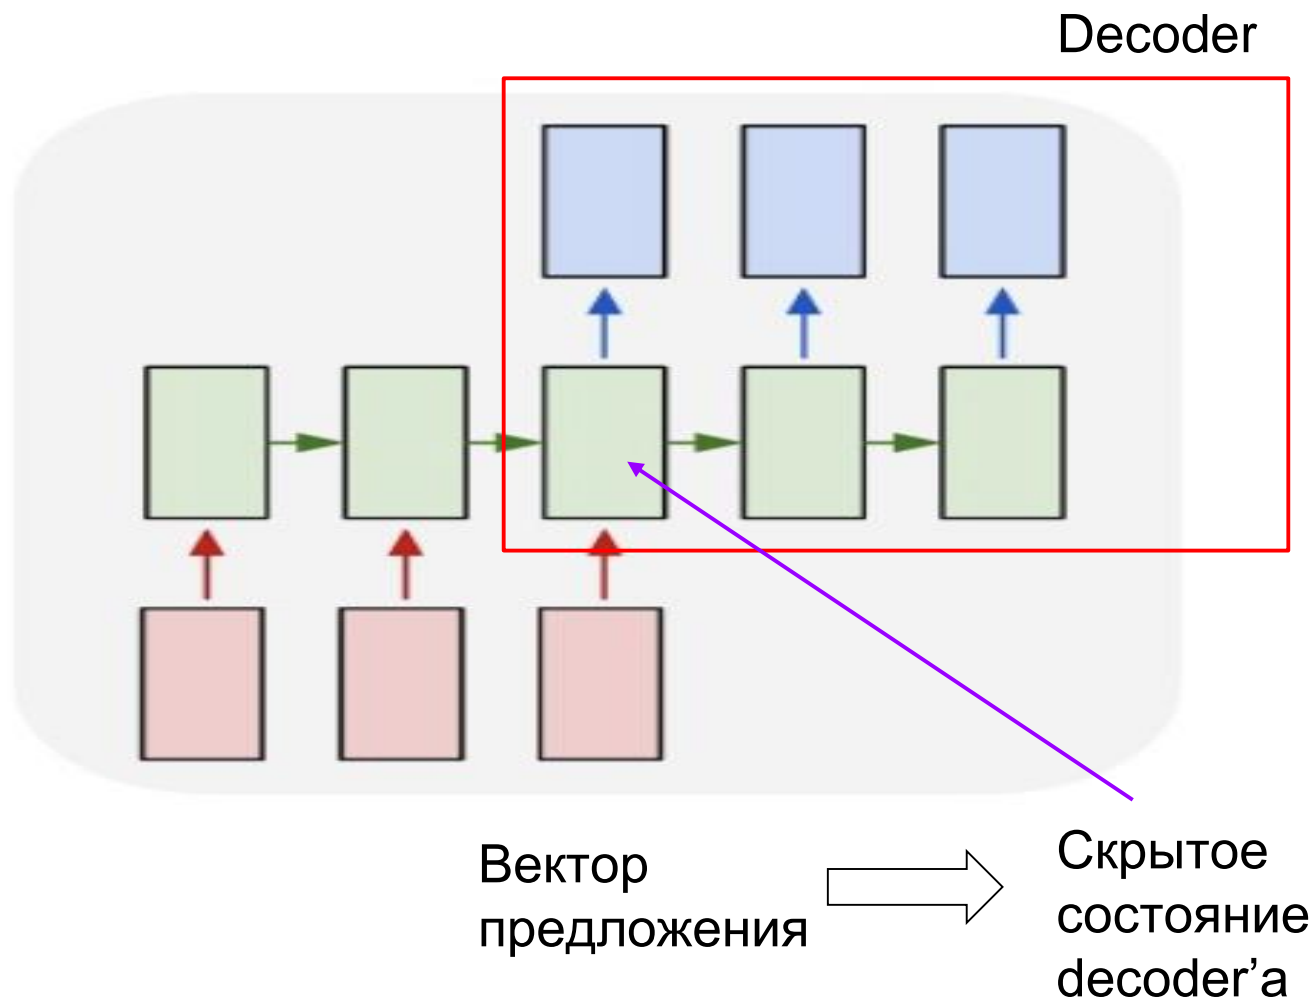 Decoder
Вектор
предложения
Скрытое
состояние
decoder’а